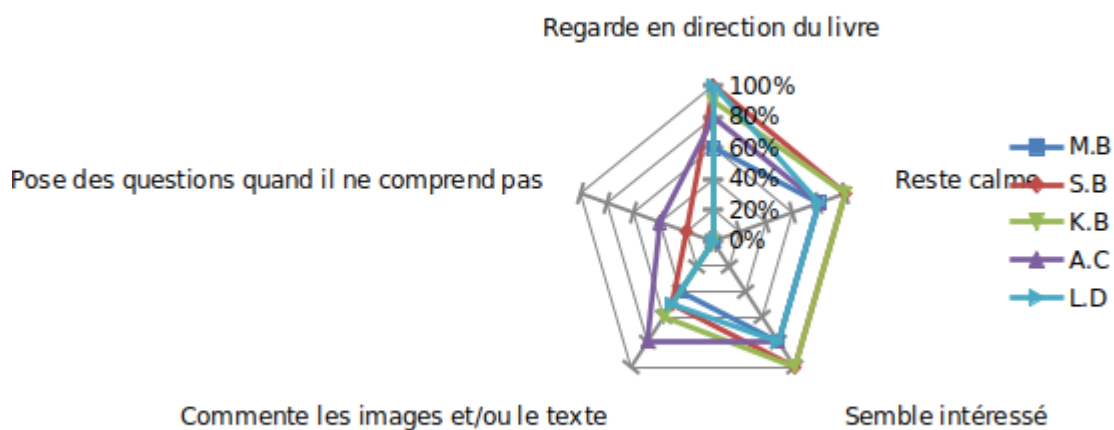 Regarde en direction du livre
100%
80%
60%
40%
20%
0%
Pose des questions quand il ne comprend pas
Reste calme
Commente les images et/ou le texte
Semble intéressé
M.B
S.B
K.B
A.C
L.D